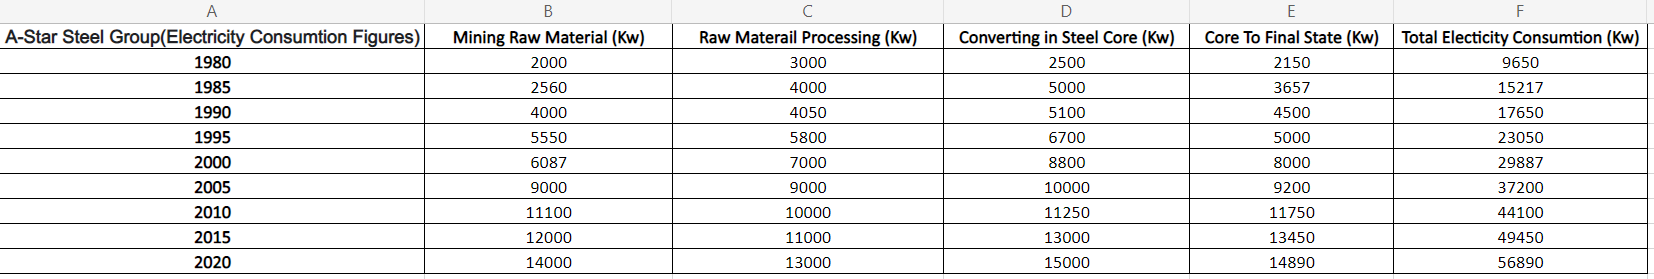 A B C D E F
A-Star Steel Group(Electricity Consumtion Figures) Mining Raw Material (Kw) Raw Materail Processing (Kw) Converting in Steel Core (Kw) Core To Final State (Kw) Total Electicity Consumtion (Kw)
1980 2000 3000 2500 2150 9650
1985 2560 4000 5000 3657 15217
1990 4000 4050 5100 4500 17650
1995 5550 5800 6700 5000 23050
2000 6087 7000 8800 8000 29887
2005 9000 9000 10000 9200 37200
2010 11100 10000 11250 11750 44100
2015 12000 11000 13000 13450 49450
2020 14000 13000 15000 14890 56890